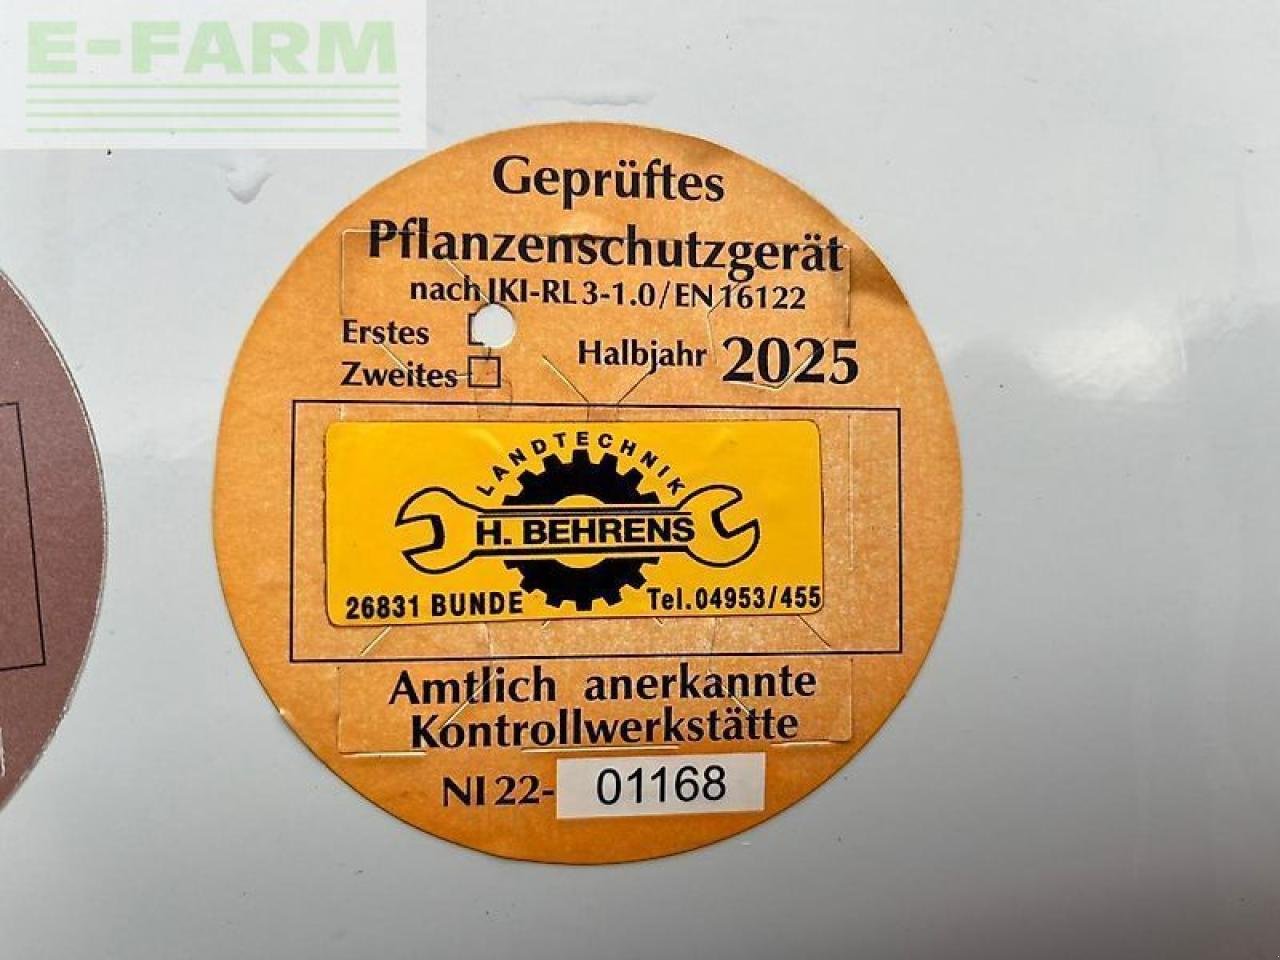 E-FARM
Geprüftes
Pflanzenschutzgerät
nach JKI-RL 3-1.0/EN 16122
Erstes
Zweites
Halbjahr 2025
LANDTECHNIK
H. BEHRENS
26831 BUNDE Tel.04953/455
Amtlich anerkannte
Kontrollwerkstätte
NI 22- 01168